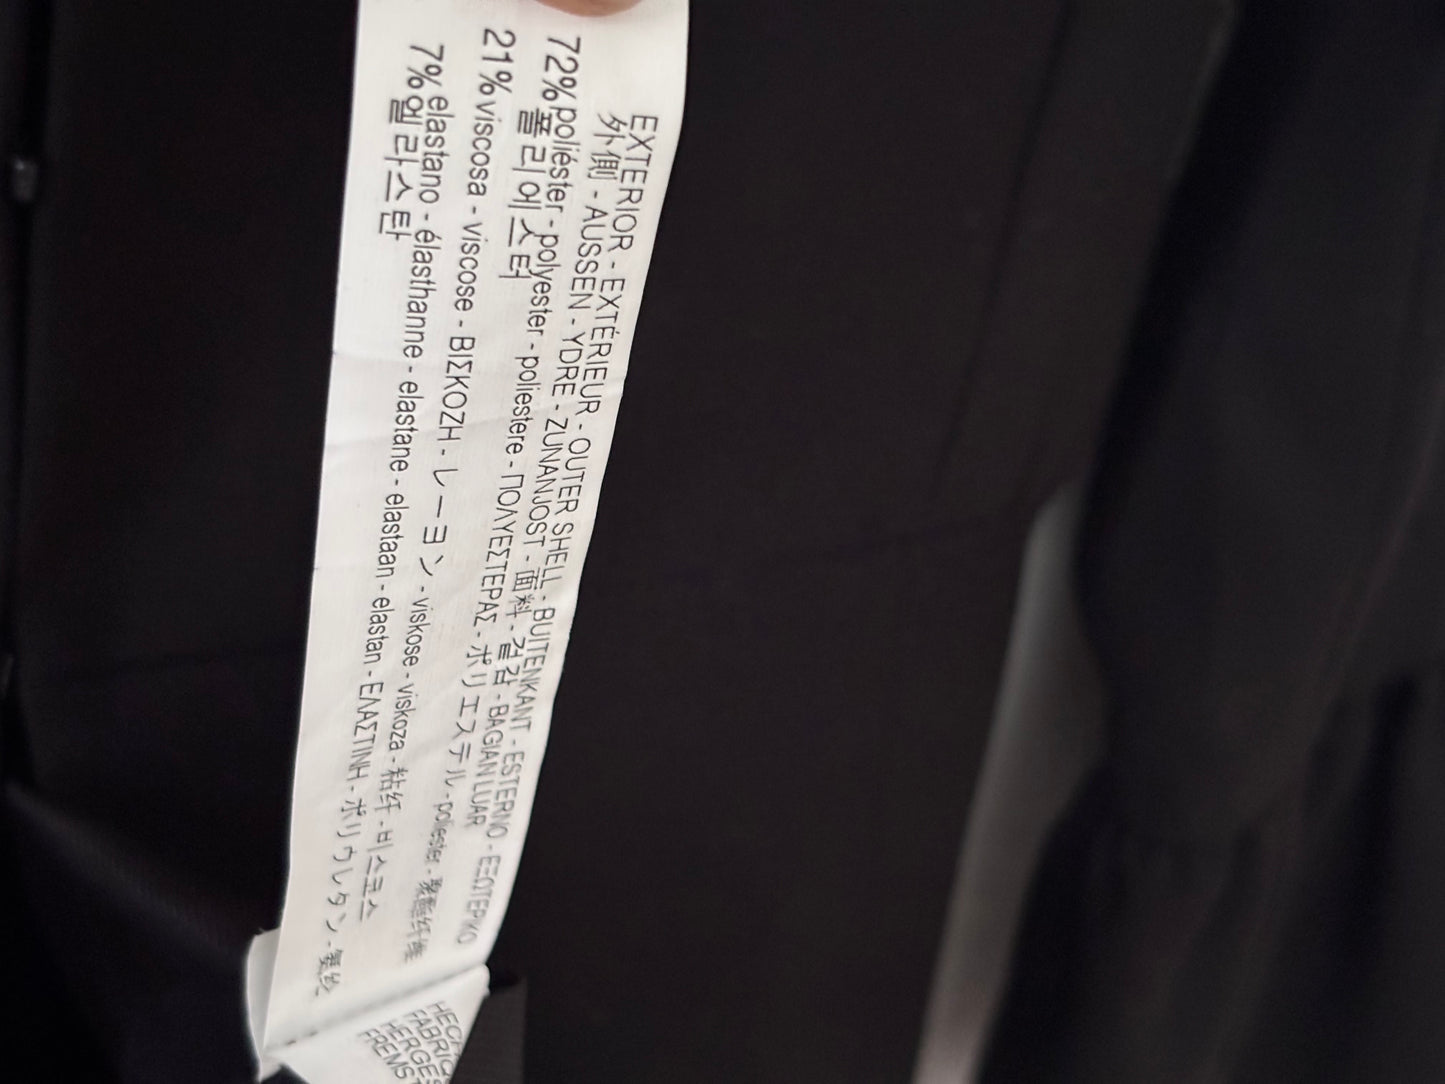 EXTERIOR - EXTÉRIEUR - OUTER SHELL - BUITENKANT - ESTERNO - ΕΞΩΤΕΡΙΚΟ
外側 - AUSSEN - YDRE - ZUNANJOST - 面料 - 겉감 - BAGIAN LUAR
72% poliéster - polyester - poliestere - ΠΟΛΥΕΣΤΕΡΑΣ - ポリエステル - poliester - 聚酯纤维
폴리에스터
21% viscosa - viscose - ΒΙΣΚΟΖΗ - レーヨン - viskose - viskoza - 粘纤 - 비스코스
7% elastano - élasthanne - elastane - elastaan - elastan - ΕΛΑΣΤΙΝΗ - ポリウレタン - 氨纶
엘라스탄